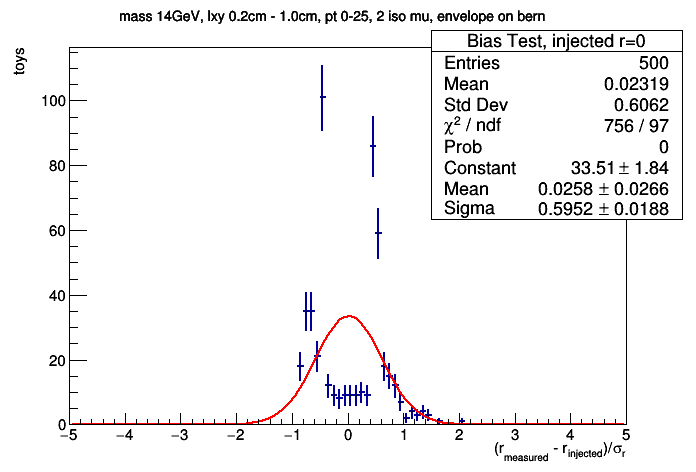 mass 14GeV, lxy 0.2cm - 1.0cm, pt 0-25, 2 iso mu, envelope on bern
Bias Test, injected r=0
Entries 500
Mean 0.02319
Std Dev 0.6062
χ² / ndf 756 / 97
Prob 0
Constant 33.51 ± 1.84
Mean 0.0258 ± 0.0266
Sigma 0.5952 ± 0.0188
toys
100
80
60
40
20
0
−5 −4 −3 −2 −1 0 1 2 3 4 5
(r_measured - r_injected)/σ_r